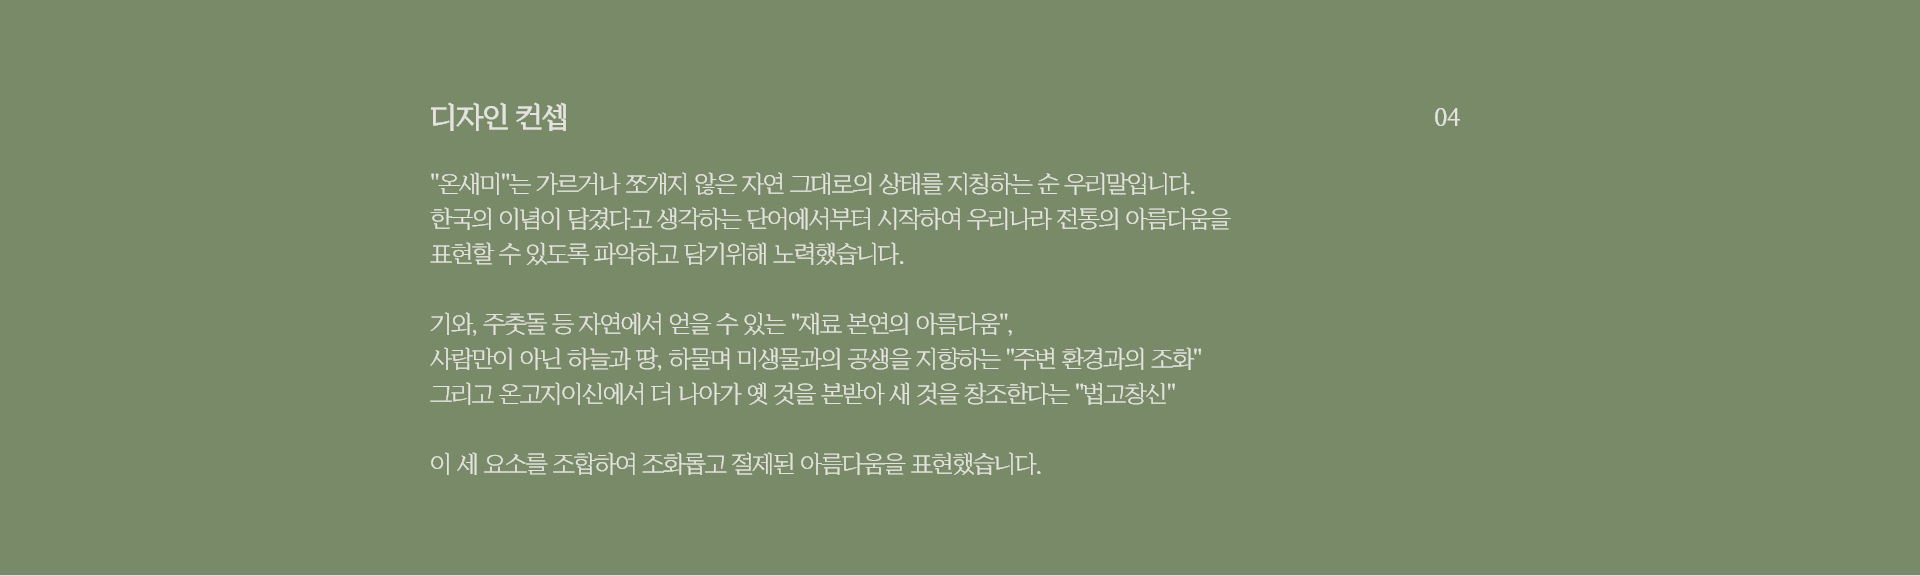 디자인 컨셉
04
"온새미"는 가르거나 쪼개지 않은 자연 그대로의 상태를 지칭하는 순 우리말입니다.
한국의 이념이 담겼다고 생각하는 단어에서부터 시작하여 우리나라 전통의 아름다움을
표현할 수 있도록 파악하고 담기위해 노력했습니다.
기와, 주춧돌 등 자연에서 얻을 수 있는 "재료 본연의 아름다움",
사람만이 아닌 하늘과 땅, 하물며 미생물과의 공생을 지향하는 "주변 환경과의 조화"
그리고 온고지이신에서 더 나아가 옛 것을 본받아 새 것을 창조한다는 "법고창신"
이 세 요소를 조합하여 조화롭고 절제된 아름다움을 표현했습니다.